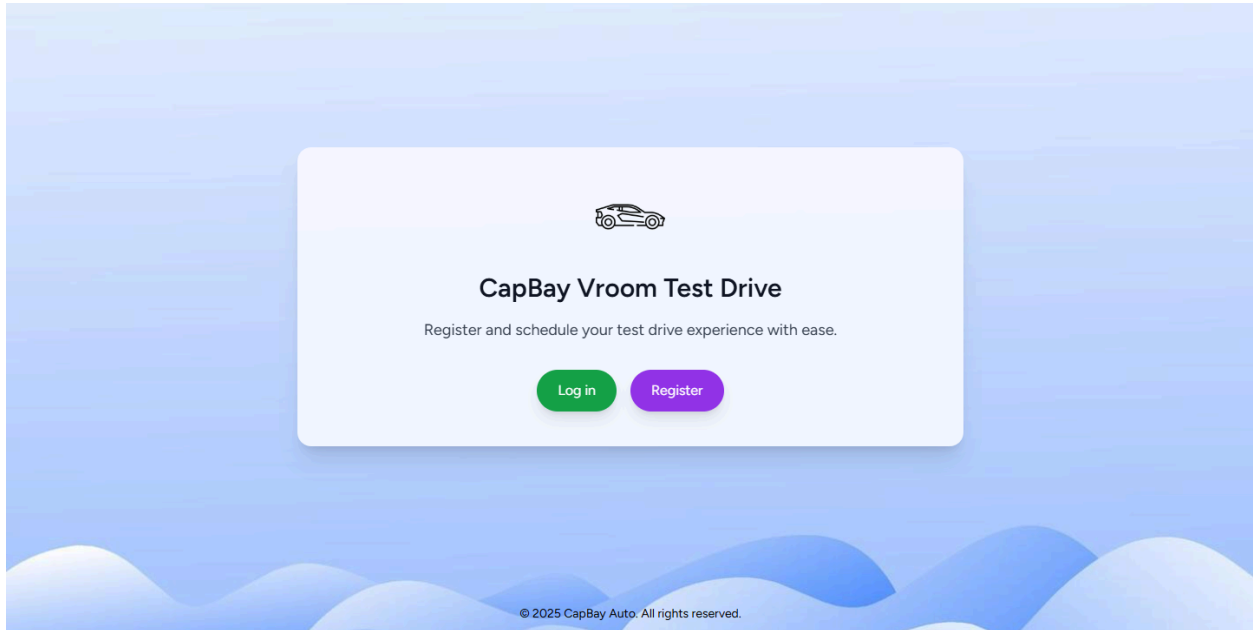 CapBay Vroom Test Drive
Register and schedule your test drive experience with ease.
Log in Register
© 2025 CapBay Auto. All rights reserved.